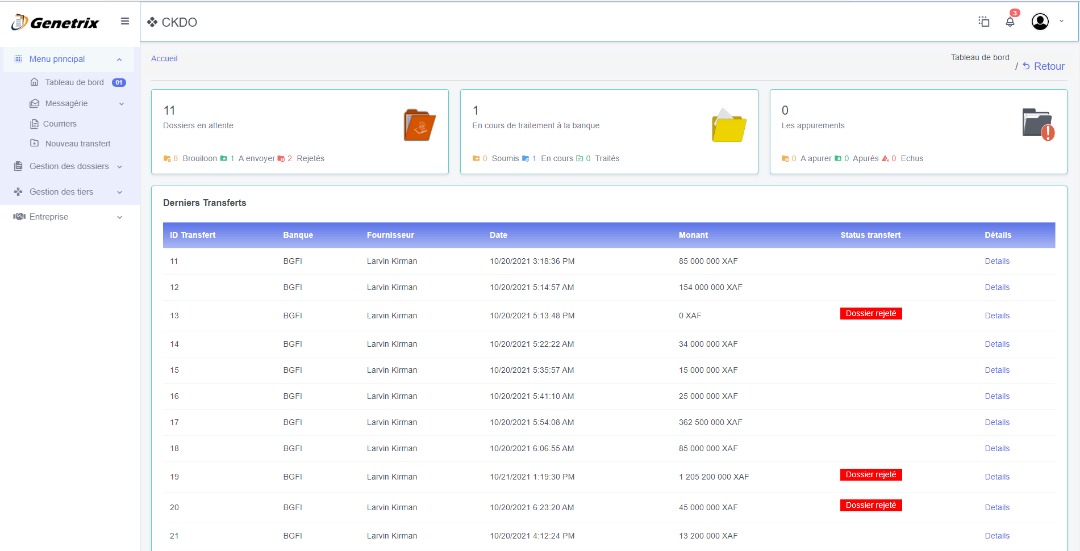 Genetrix
CKDO
3
Menu principal
Tableau de bord 01
Messagerie
Courriers
Nouveau transfert
Gestion des dossiers
Gestion des tiers
Entreprise
Accueil
Tableau de bord
/ Retour
11
Dossiers en attente
6 Brouiloon 1 A envoyer 2 Rejetés
1
En cours de traitement à la banque
0 Soumis 1 En cours 0 Traités
0
Les appurements
0 A apurer 0 Apurés 0 Echus
Derniers Transferts
ID Transfert Banque Fournisseur Date Monant Status transfert Détails
11 BGFI Larvin Kirman 10/20/2021 3:18:36 PM 85 000 000 XAF Details
12 BGFI Larvin Kirman 10/20/2021 5:14:57 AM 154 000 000 XAF Details
13 BGFI Larvin Kirman 10/20/2021 5:13:48 PM 0 XAF Dossier rejeté Details
14 BGFI Larvin Kirman 10/20/2021 5:22:22 AM 34 000 000 XAF Details
15 BGFI Larvin Kirman 10/20/2021 5:35:57 AM 15 000 000 XAF Details
16 BGFI Larvin Kirman 10/20/2021 5:41:10 AM 25 000 000 XAF Details
17 BGFI Larvin Kirman 10/20/2021 5:54:08 AM 362 500 000 XAF Details
18 BGFI Larvin Kirman 10/20/2021 6:06:55 AM 85 000 000 XAF Details
19 BGFI Larvin Kirman 10/21/2021 1:19:30 PM 1 205 200 000 XAF Dossier rejeté Details
20 BGFI Larvin Kirman 10/20/2021 6:23:20 AM 45 000 000 XAF Dossier rejeté Details
21 BGFI Larvin Kirman 10/20/2021 4:12:24 PM 13 200 000 XAF Details